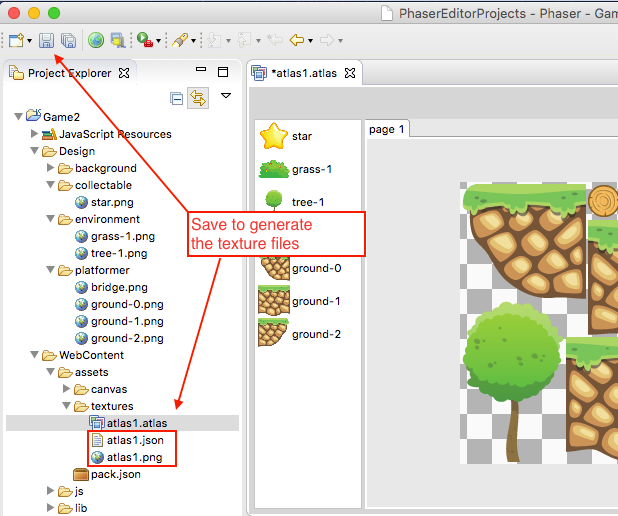 PhaserEditorProjects - Phaser - Gam
Project Explorer
*atlas1.atlas
Game2
JavaScript Resources
Design
background
collectable
star.png
environment
grass-1.png
tree-1.png
platformer
bridge.png
ground-0.png
ground-1.png
ground-2.png
WebContent
assets
canvas
textures
atlas1.atlas
atlas1.json
atlas1.png
pack.json
js
lib
star
grass-1
tree-1
ground-0
ground-1
ground-2
page 1
Save to generate
the texture files